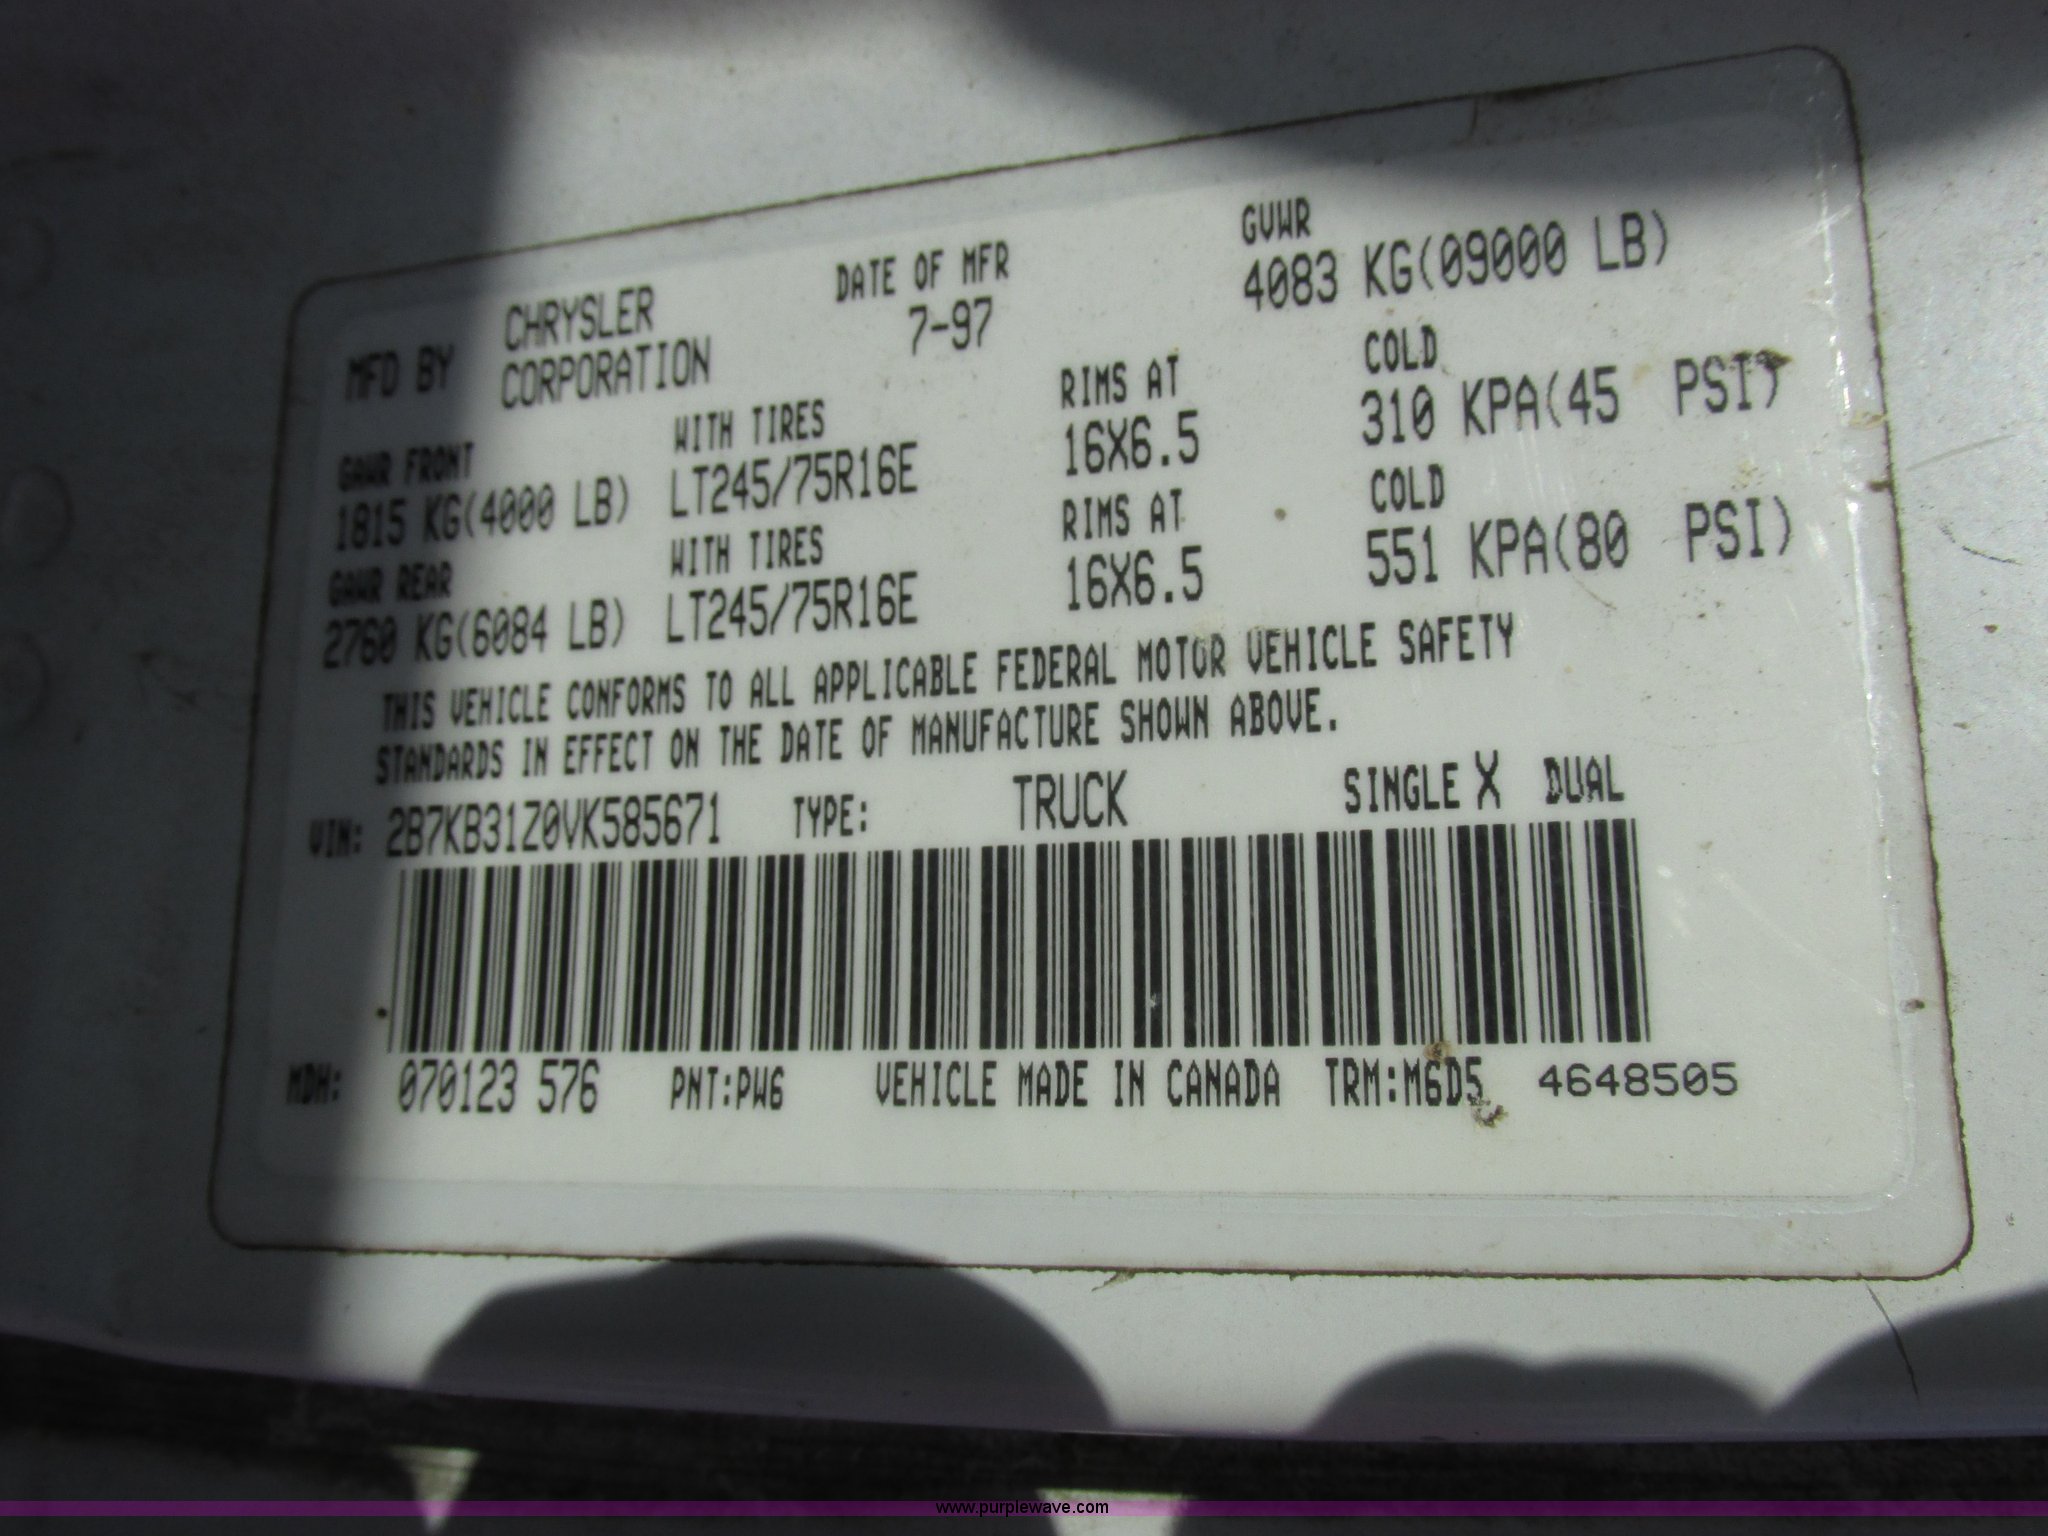 MFD BY CHRYSLER CORPORATION DATE OF MFR 7-97 GVWR 4083 KG(09000 LB)
GAWR FRONT WITH TIRES RIMS AT COLD
1815 KG(4000 LB) LT245/75R16E 16X6.5 310 KPA(45 PSI)
GAWR REAR WITH TIRES RIMS AT COLD
2760 KG(6084 LB) LT245/75R16E 16X6.5 551 KPA(80 PSI)
THIS VEHICLE CONFORMS TO ALL APPLICABLE FEDERAL MOTOR VEHICLE SAFETY
STANDARDS IN EFFECT ON THE DATE OF MANUFACTURE SHOWN ABOVE.
VIN: 2B7KB31Z0VK585671 TYPE: TRUCK SINGLE X DUAL
MDH: 070123 576 PNT:PW6 VEHICLE MADE IN CANADA TRM:M6D5 4648505
www.purplewave.com